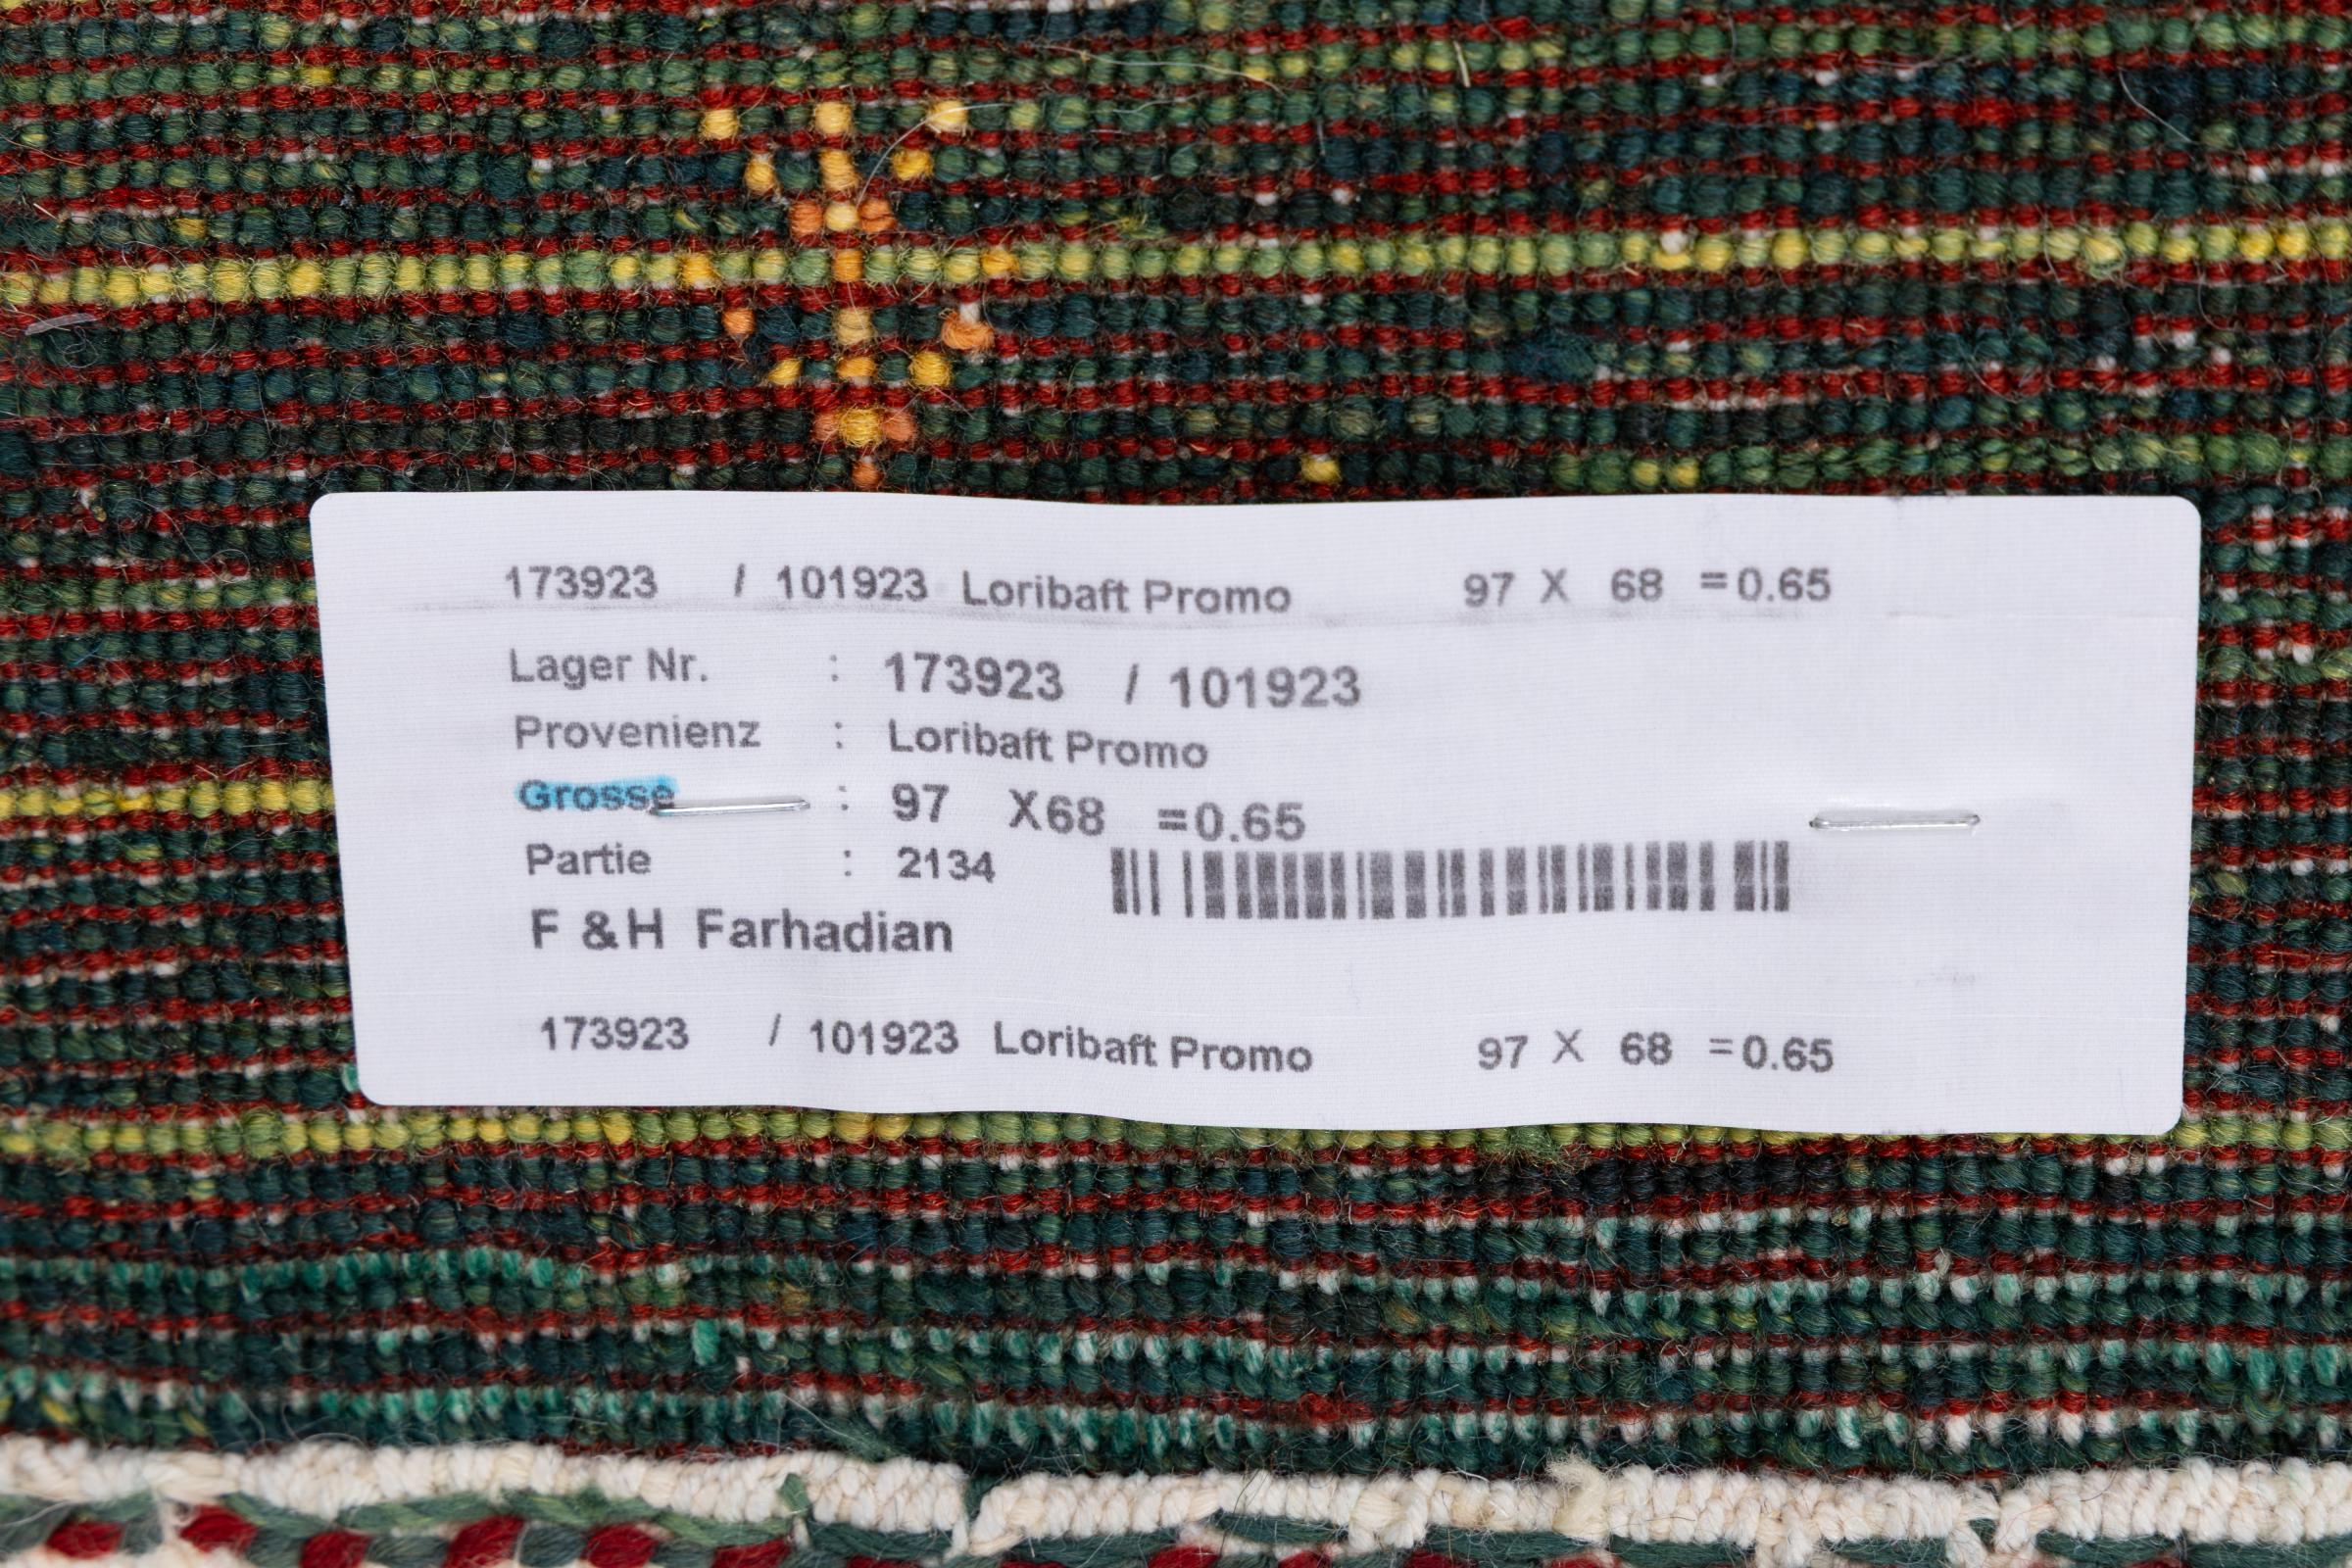 173923 / 101923 Loribaft Promo 97 X 68 =0.65
Lager Nr. : 173923 / 101923
Provenienz : Loribaft Promo
Grosse : 97 X68 =0.65
Partie : 2134
F &H Farhadian
173923 / 101923 Loribaft Promo 97 X 68 =0.65